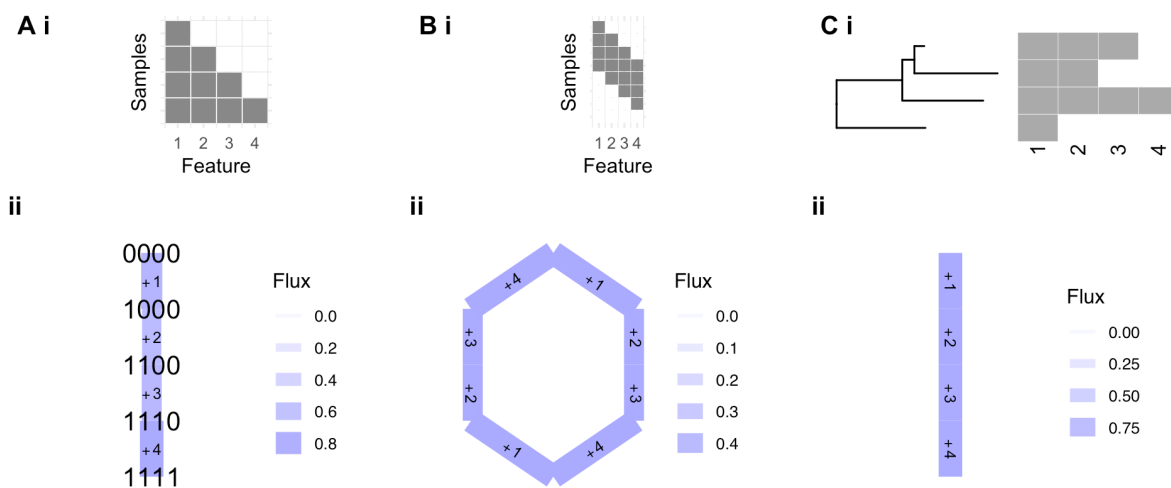 A i
Samples
1 2 3 4
Feature
B i
Samples
1 2 3 4
Feature
C i
1 2 3 4
ii
0000
+1
1000
+2
1100
+3
1110
+4
1111
Flux
0.0
0.2
0.4
0.6
0.8
ii
+4
+1
+3
+2
+2
+3
+1
+4
Flux
0.0
0.1
0.2
0.3
0.4
ii
+1
+2
+3
+4
Flux
0.00
0.25
0.50
0.75